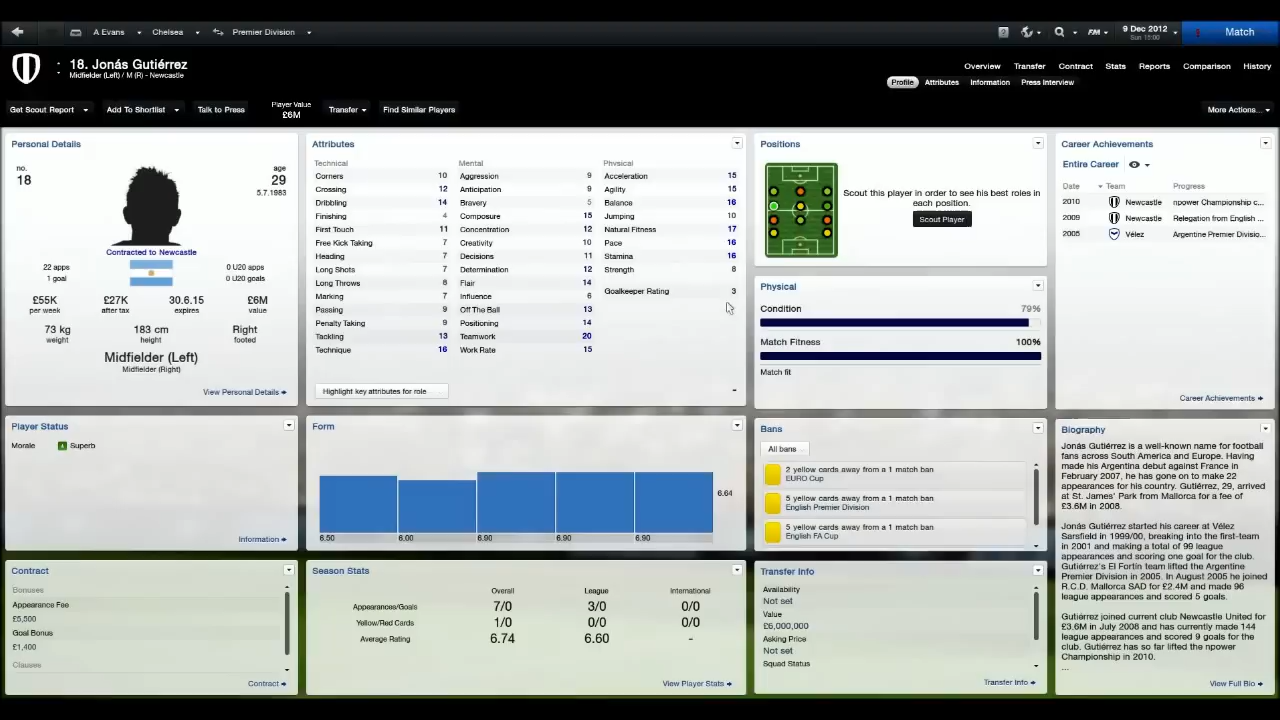 A Evans Chelsea Premier Division FM 9 Dec 2012 Match
Sun 15:00
18. Jonás Gutiérrez
Midfielder (Left) / M (R) - Newcastle
Overview Transfer Contract Stats Reports Comparison History
Profile Attributes Information Press Interview
Get Scout Report Add To Shortlist Talk to Press Player Value £6M Transfer Find Similar Players More Actions...
Personal Details
no. 18
age 29
5.7.1983
Contracted to Newcastle
22 apps 0 U20 apps
1 goal 0 U20 goals
£55K £27K 30.6.15 £6M
per week after tax expires value
73 kg 183 cm Right
weight height footed
Midfielder (Left)
Midfielder (Right)
View Personal Details
Attributes
Technical Mental Physical
Corners 10 Aggression 9 Acceleration 15
Crossing 12 Anticipation 9 Agility 15
Dribbling 14 Bravery 5 Balance 16
Finishing 4 Composure 15 Jumping 10
First Touch 11 Concentration 12 Natural Fitness 17
Free Kick Taking 7 Creativity 10 Pace 16
Heading 7 Decisions 11 Stamina 16
Long Shots 7 Determination 12 Strength 8
Long Throws 8 Flair 14
Marking 7 Influence 6 Goalkeeper Rating 3
Passing 9 Off The Ball 13
Penalty Taking 9 Positioning 14
Tackling 13 Teamwork 20
Technique 16 Work Rate 15
Highlight key attributes for role -
Positions
Scout this player in order to see his best roles in
each position.
Scout Player
Physical
Condition 79%
Match Fitness 100%
Match fit
Career Achievements
Entire Career
Date Team Progress
2010 Newcastle npower Championship c...
2009 Newcastle Relegation from English ...
2005 Vélez Argentine Premier Divisio...
Career Achievements
Player Status
Morale Superb
Information
Form
6.64
6.50 6.00 6.90 6.90 6.90
Bans
All bans
2 yellow cards away from a 1 match ban
EURO Cup
5 yellow cards away from a 1 match ban
English Premier Division
5 yellow cards away from a 1 match ban
English FA Cup
Biography
Jonás Gutiérrez is a well-known name for football
fans across South America and Europe. Having
made his Argentina debut against France in
February 2007, he has gone on to make 22
appearances for his country. Gutiérrez, 29, arrived
at St. James' Park from Mallorca for a fee of
£3.6M in 2008.
Jonás Gutiérrez started his career at Vélez
Sarsfield in 1999/00, breaking into the first-team
in 2001 and making a total of 99 league
appearances and scoring one goal for the club.
Gutiérrez's El Fortín team lifted the Argentine
Premier Division in 2005. In August 2005 he joined
R.C.D. Mallorca SAD for £2.4M and made 96
league appearances and scored 5 goals.
Gutiérrez joined current club Newcastle United for
£3.6M in July 2008 and has currently made 144
league appearances and scored 9 goals for the
club. Gutiérrez has so far lifted the npower
Championship in 2010.
...
View Full Bio
Contract
Bonuses
Appearance Fee
£5,500
Goal Bonus
£1,400
Clauses
Contract
Season Stats
Overall League International
Appearances/Goals 7/0 3/0 0/0
Yellow/Red Cards 1/0 0/0 0/0
Average Rating 6.74 6.60 -
View Player Stats
Transfer Info
Availability
Not set
Value
£6,000,000
Asking Price
Not set
Squad Status
Transfer Info